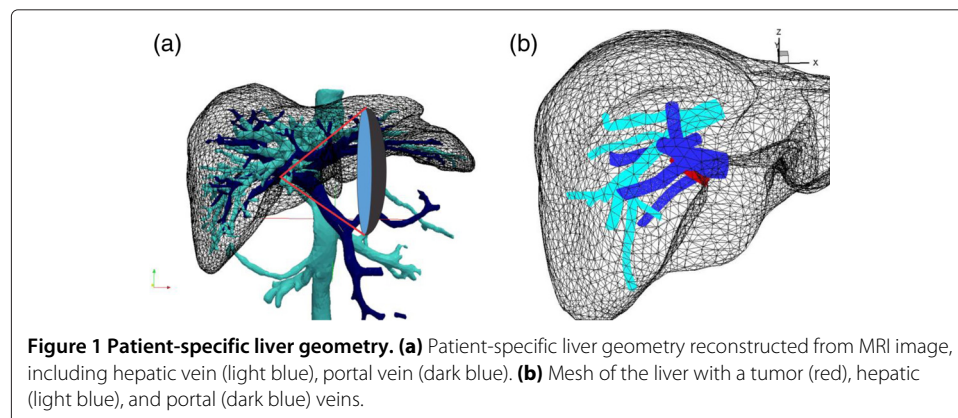 (a)
(b)
Z
Y
X
Figure 1 Patient-specific liver geometry. (a) Patient-specific liver geometry reconstructed from MRI image,
including hepatic vein (light blue), portal vein (dark blue). (b) Mesh of the liver with a tumor (red), hepatic
(light blue), and portal (dark blue) veins.